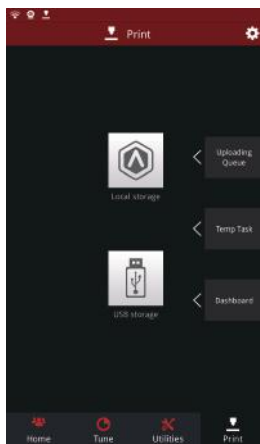 Print
Uploading
Queue
Local storage
Temp Task
Dashboard
USB storage
Home
Tune
Utilities
Print